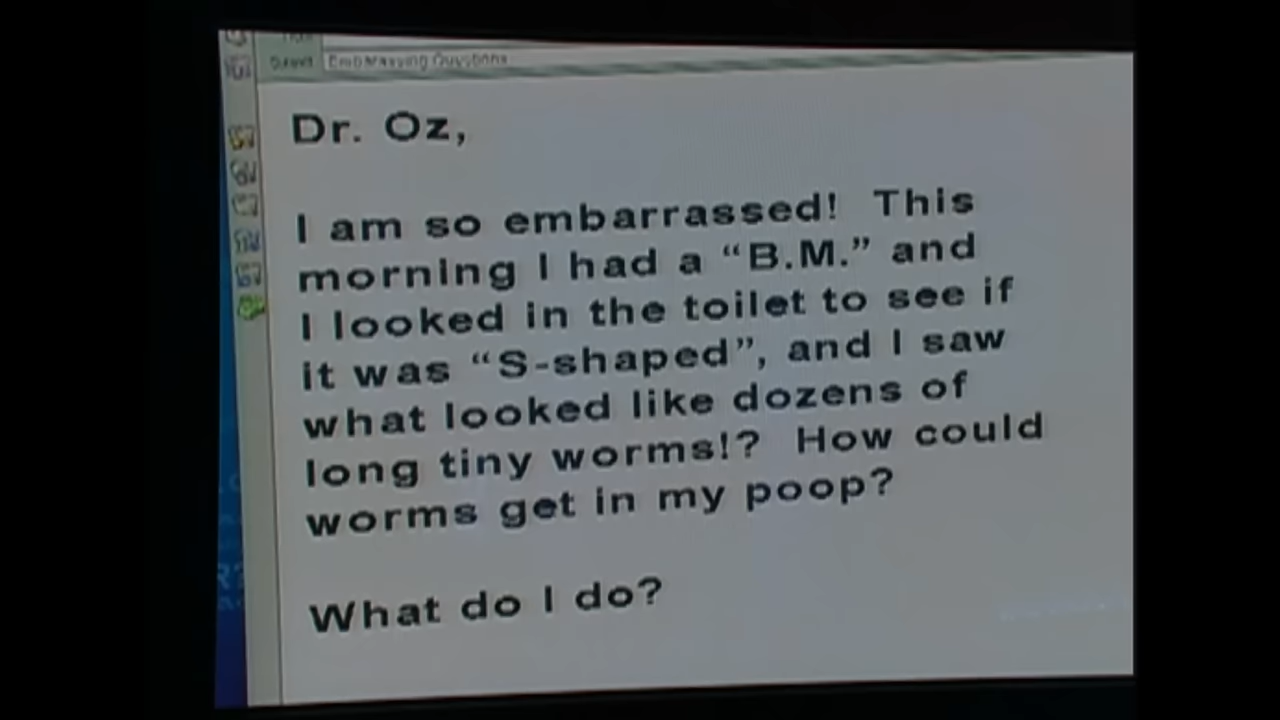 Embarrassing Questions
Dr. Oz,
I am so embarrassed!  This
morning I had a “B.M.” and
I looked in the toilet to see if
it was “S-shaped”, and I saw
what looked like dozens of
long tiny worms!?  How could
worms get in my poop?
What do I do?